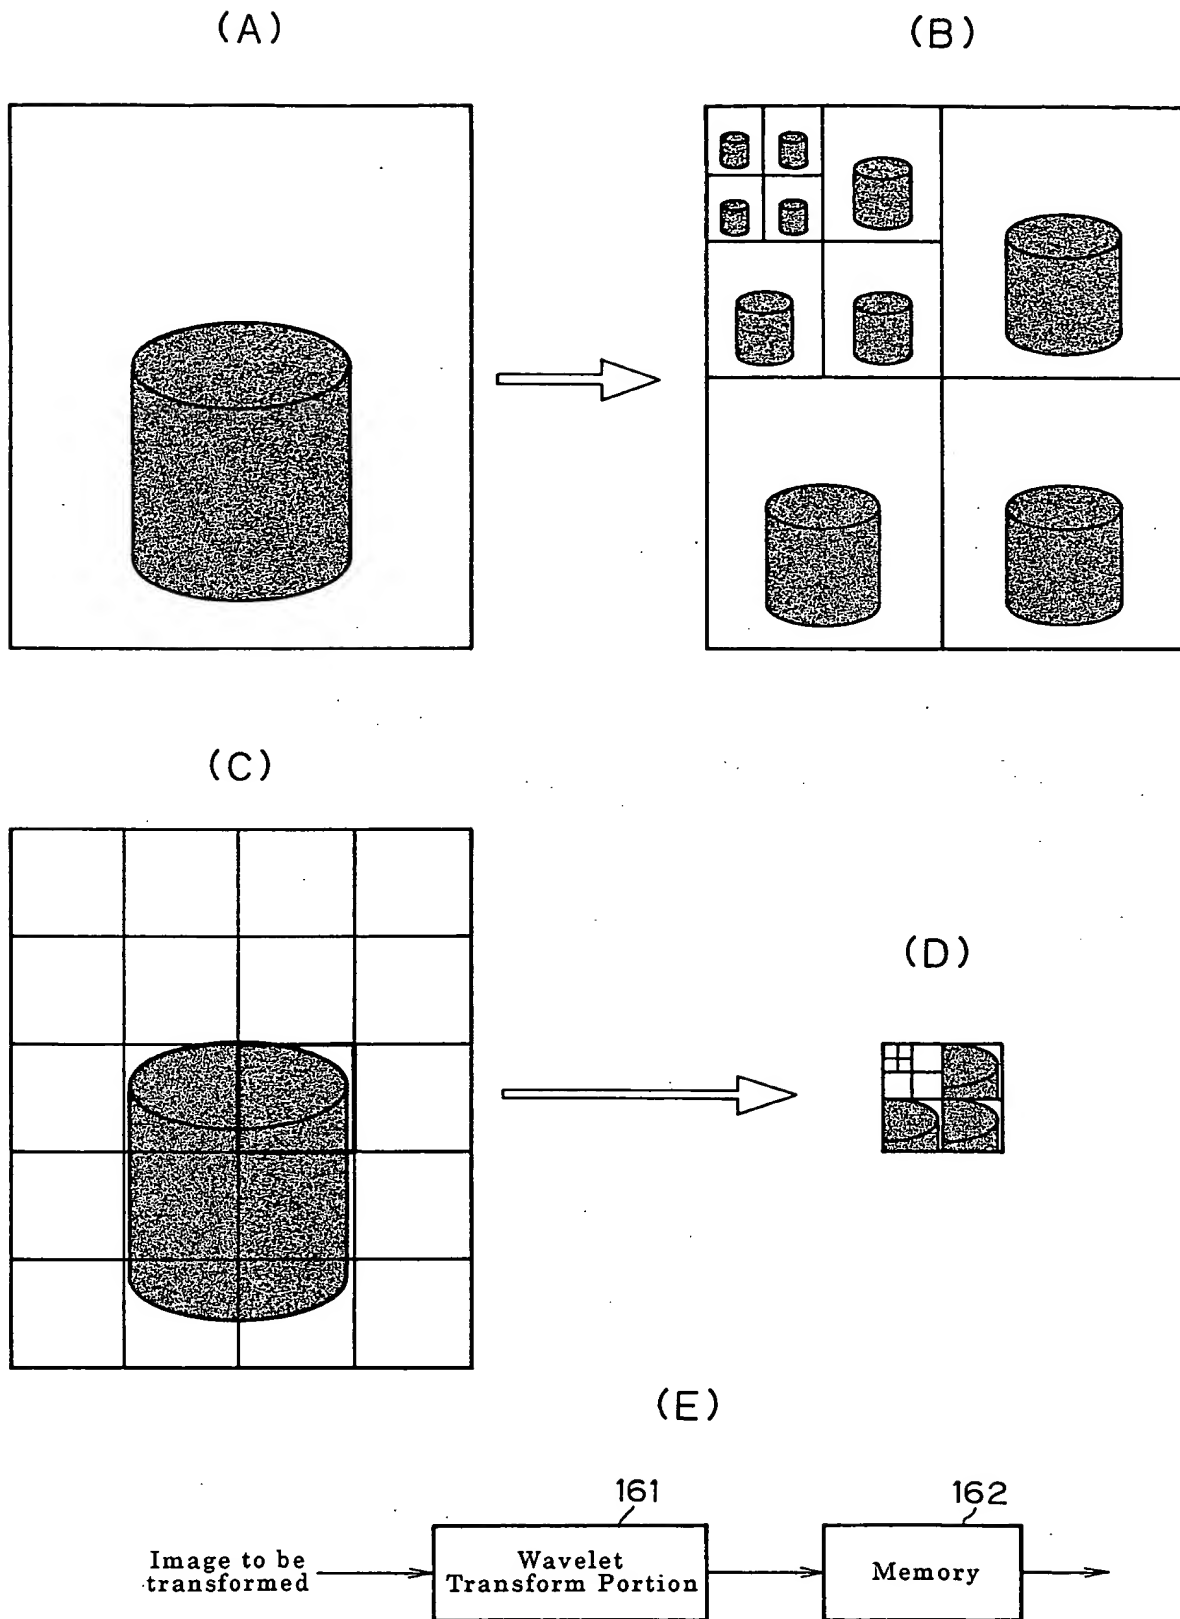 (A)
(B)
(C)
(D)
(E)
161
162
Image to be
transformed
Wavelet
Transform Portion
Memory